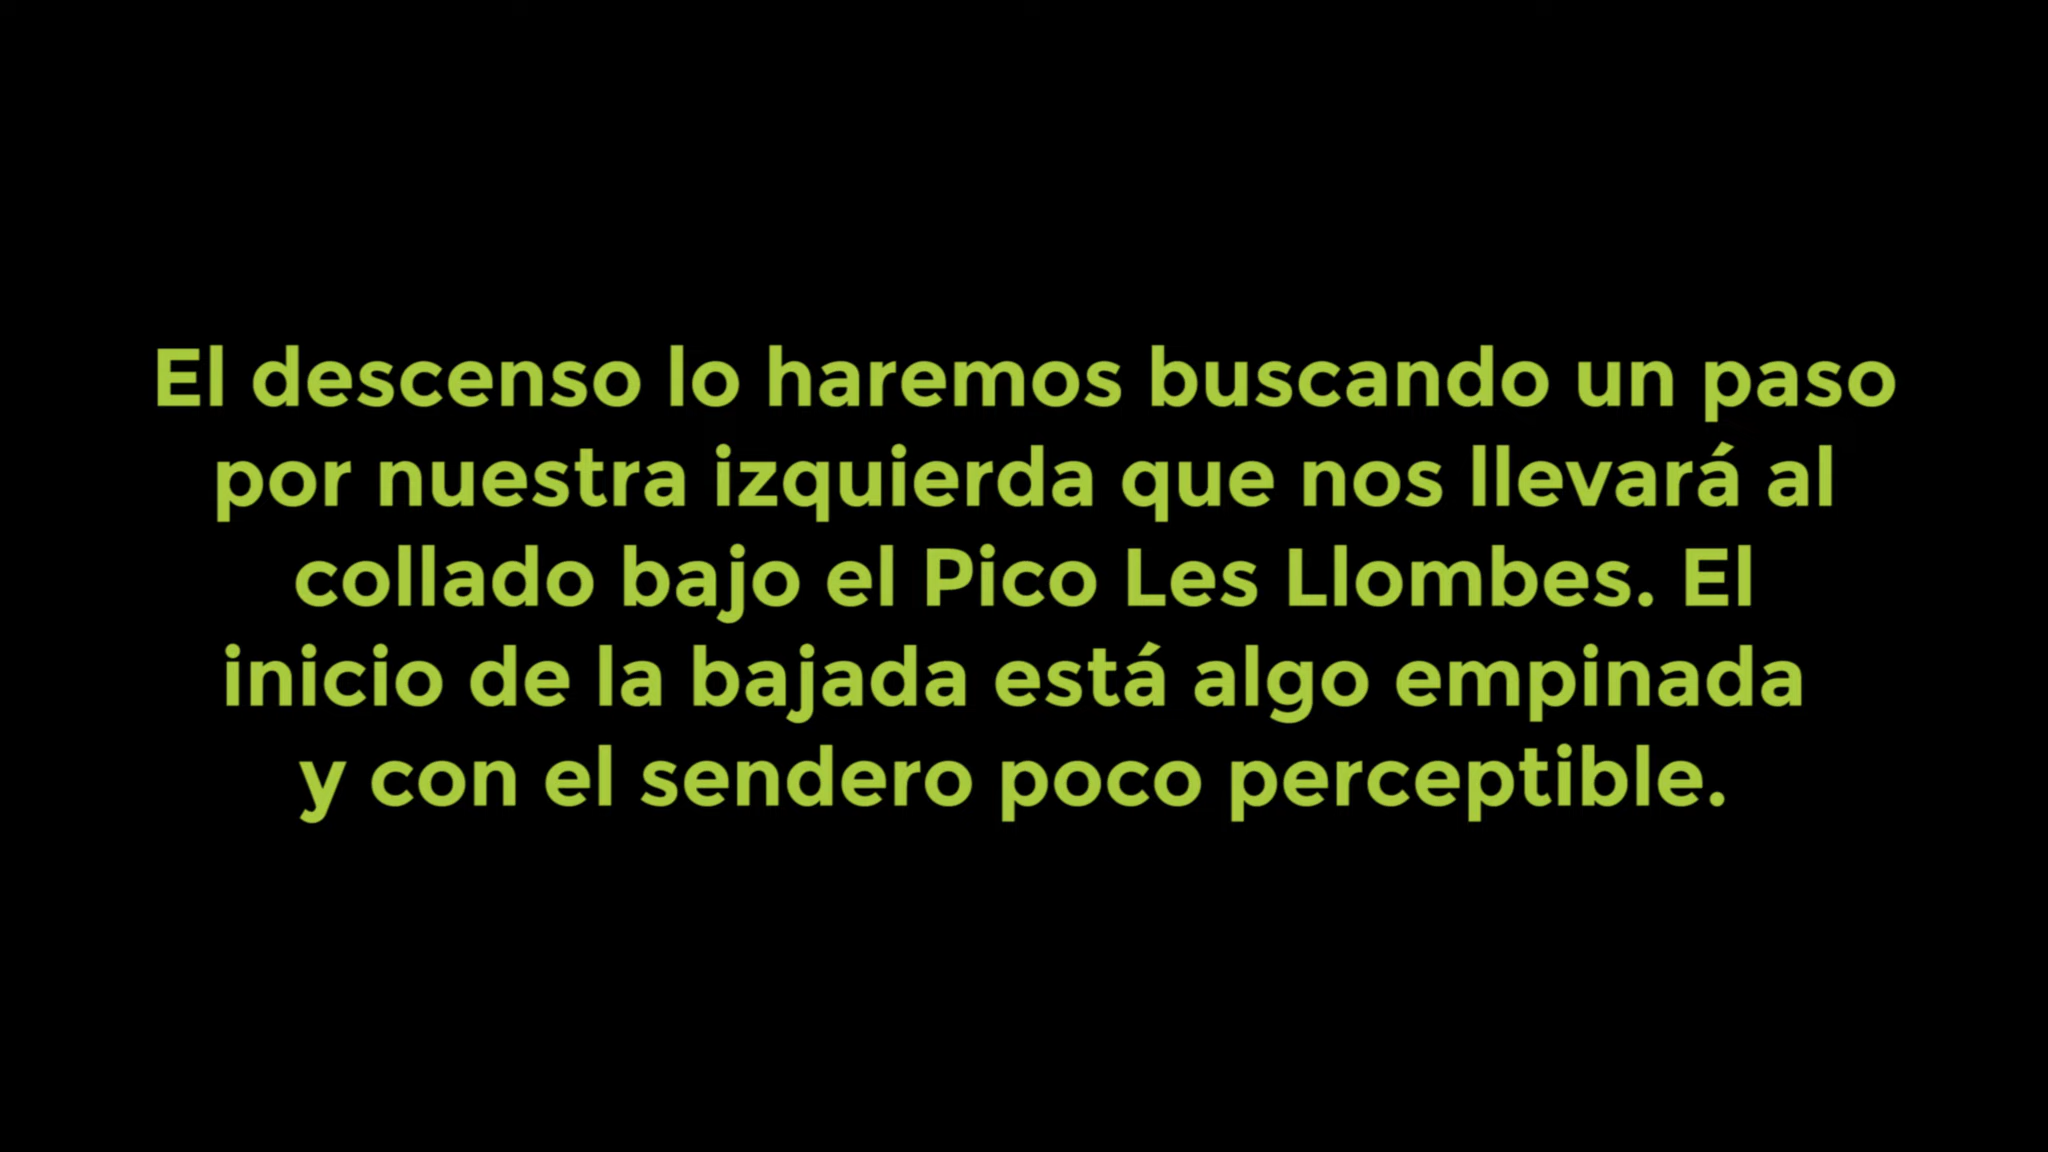 El descenso lo haremos buscando un paso
por nuestra izquierda que nos llevará al
collado bajo el Pico Les Llombes. El
inicio de la bajada está algo empinada
y con el sendero poco perceptible.